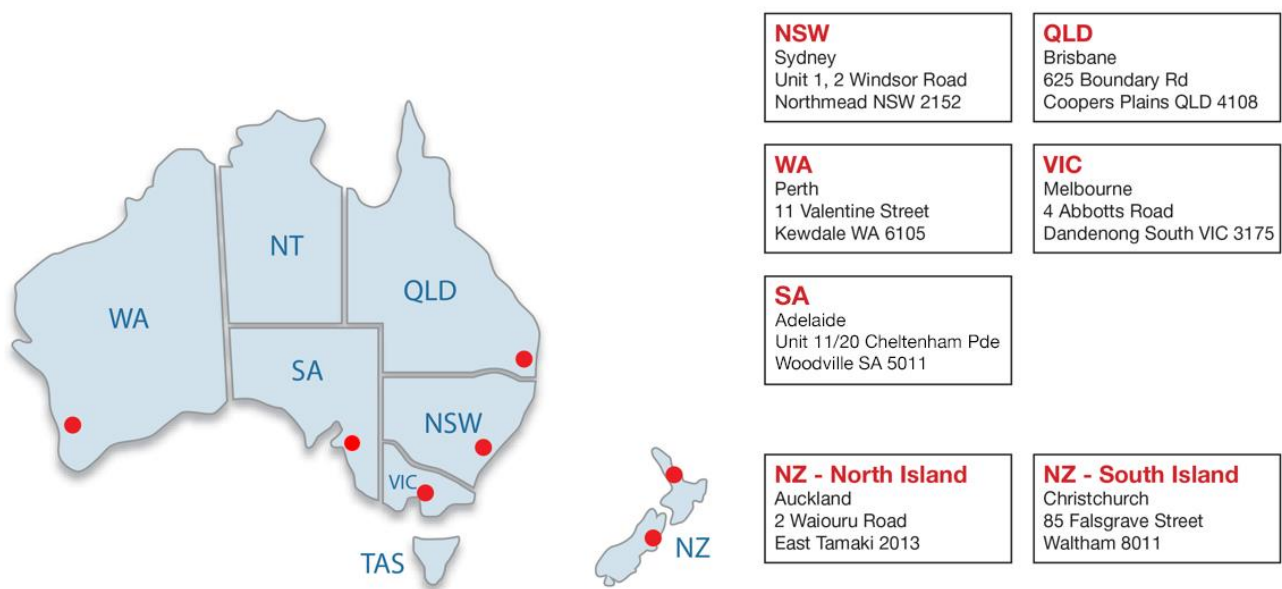 NT
QLD
WA
SA
NSW
VIC
TAS
NZ
NSW
Sydney
Unit 1, 2 Windsor Road
Northmead NSW 2152
QLD
Brisbane
625 Boundary Rd
Coopers Plains QLD 4108
WA
Perth
11 Valentine Street
Kewdale WA 6105
VIC
Melbourne
4 Abbotts Road
Dandenong South VIC 3175
SA
Adelaide
Unit 11/20 Cheltenham Pde
Woodville SA 5011
NZ - North Island
Auckland
2 Waiouru Road
East Tamaki 2013
NZ - South Island
Christchurch
85 Falsgrave Street
Waltham 8011